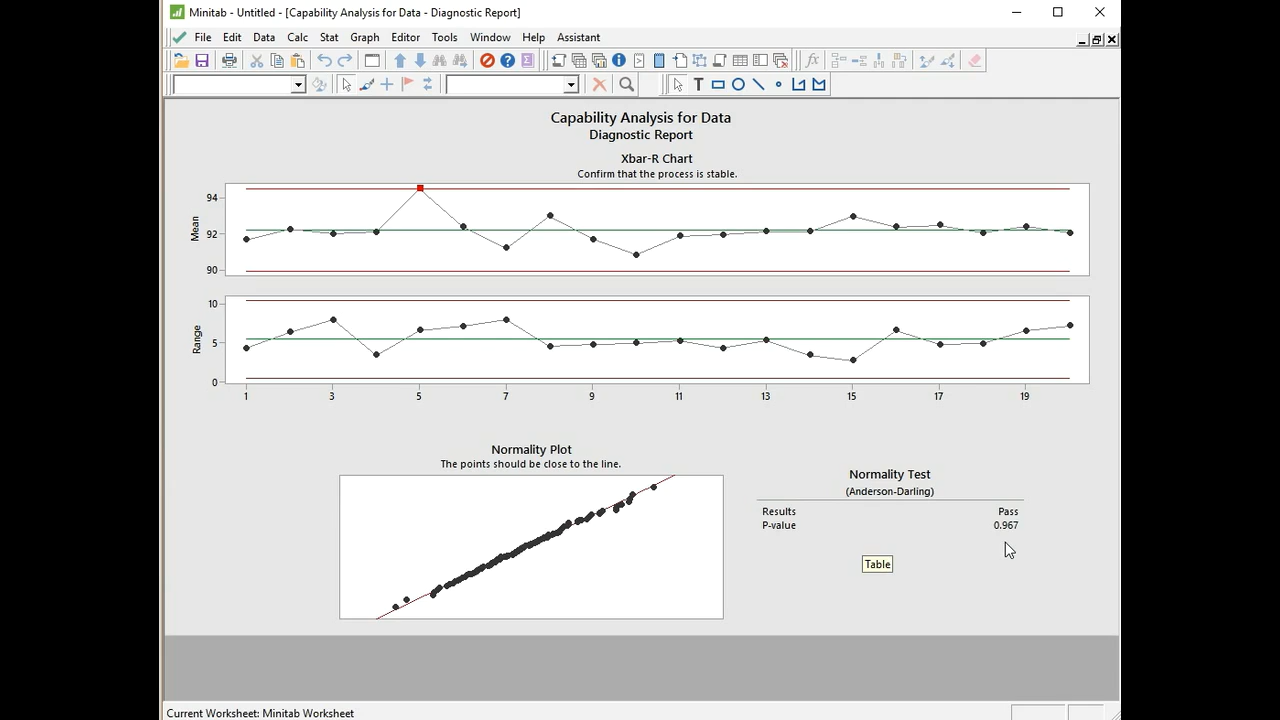 Minitab - Untitled - [Capability Analysis for Data - Diagnostic Report]
File Edit Data Calc Stat Graph Editor Tools Window Help Assistant
Capability Analysis for Data
Diagnostic Report
Xbar-R Chart
Confirm that the process is stable.
Mean
94
92
90
Range
10
5
0
1 3 5 7 9 11 13 15 17 19
Normality Plot
The points should be close to the line.
Normality Test
(Anderson-Darling)
Results Pass
P-value 0.967
Table
Current Worksheet: Minitab Worksheet